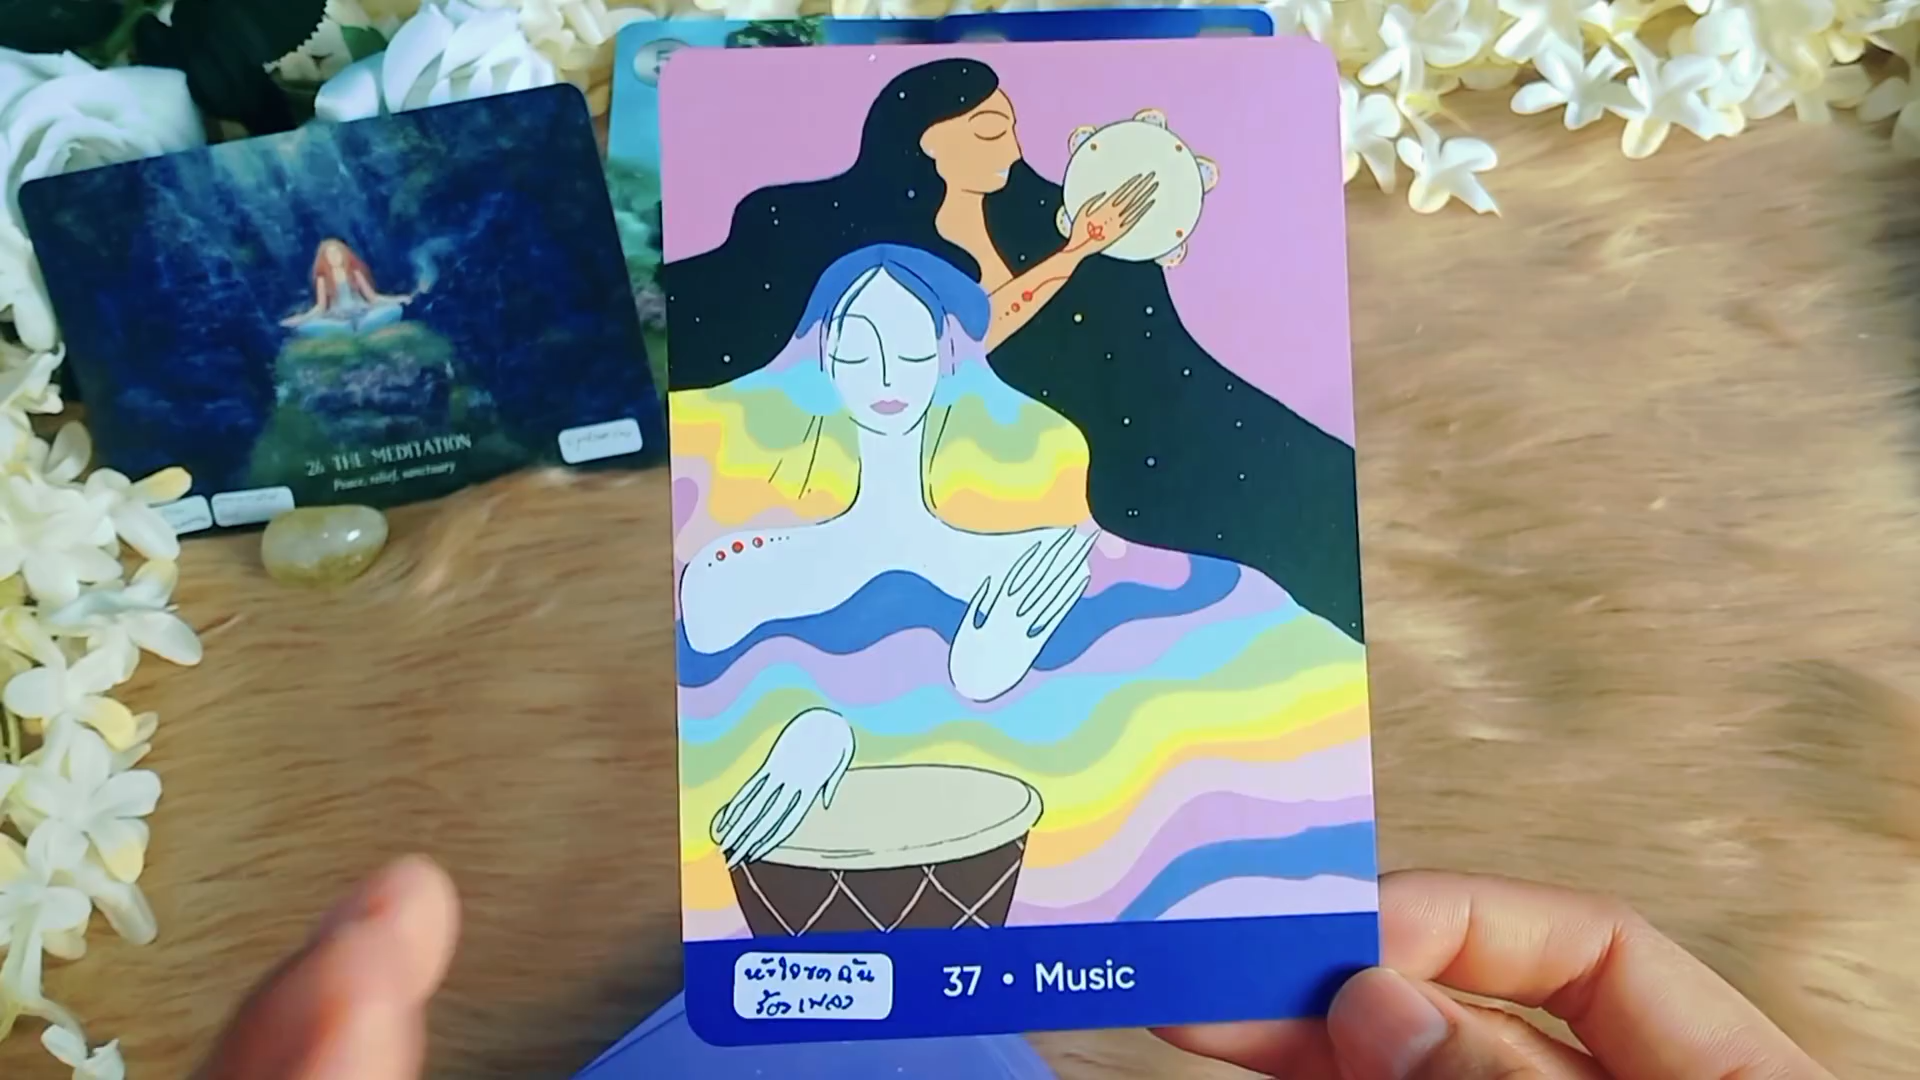 26 THE MEDITATION
Peace, relief, sanctuary
หัวใจของฉัน
ร้องเพลง
37 • Music